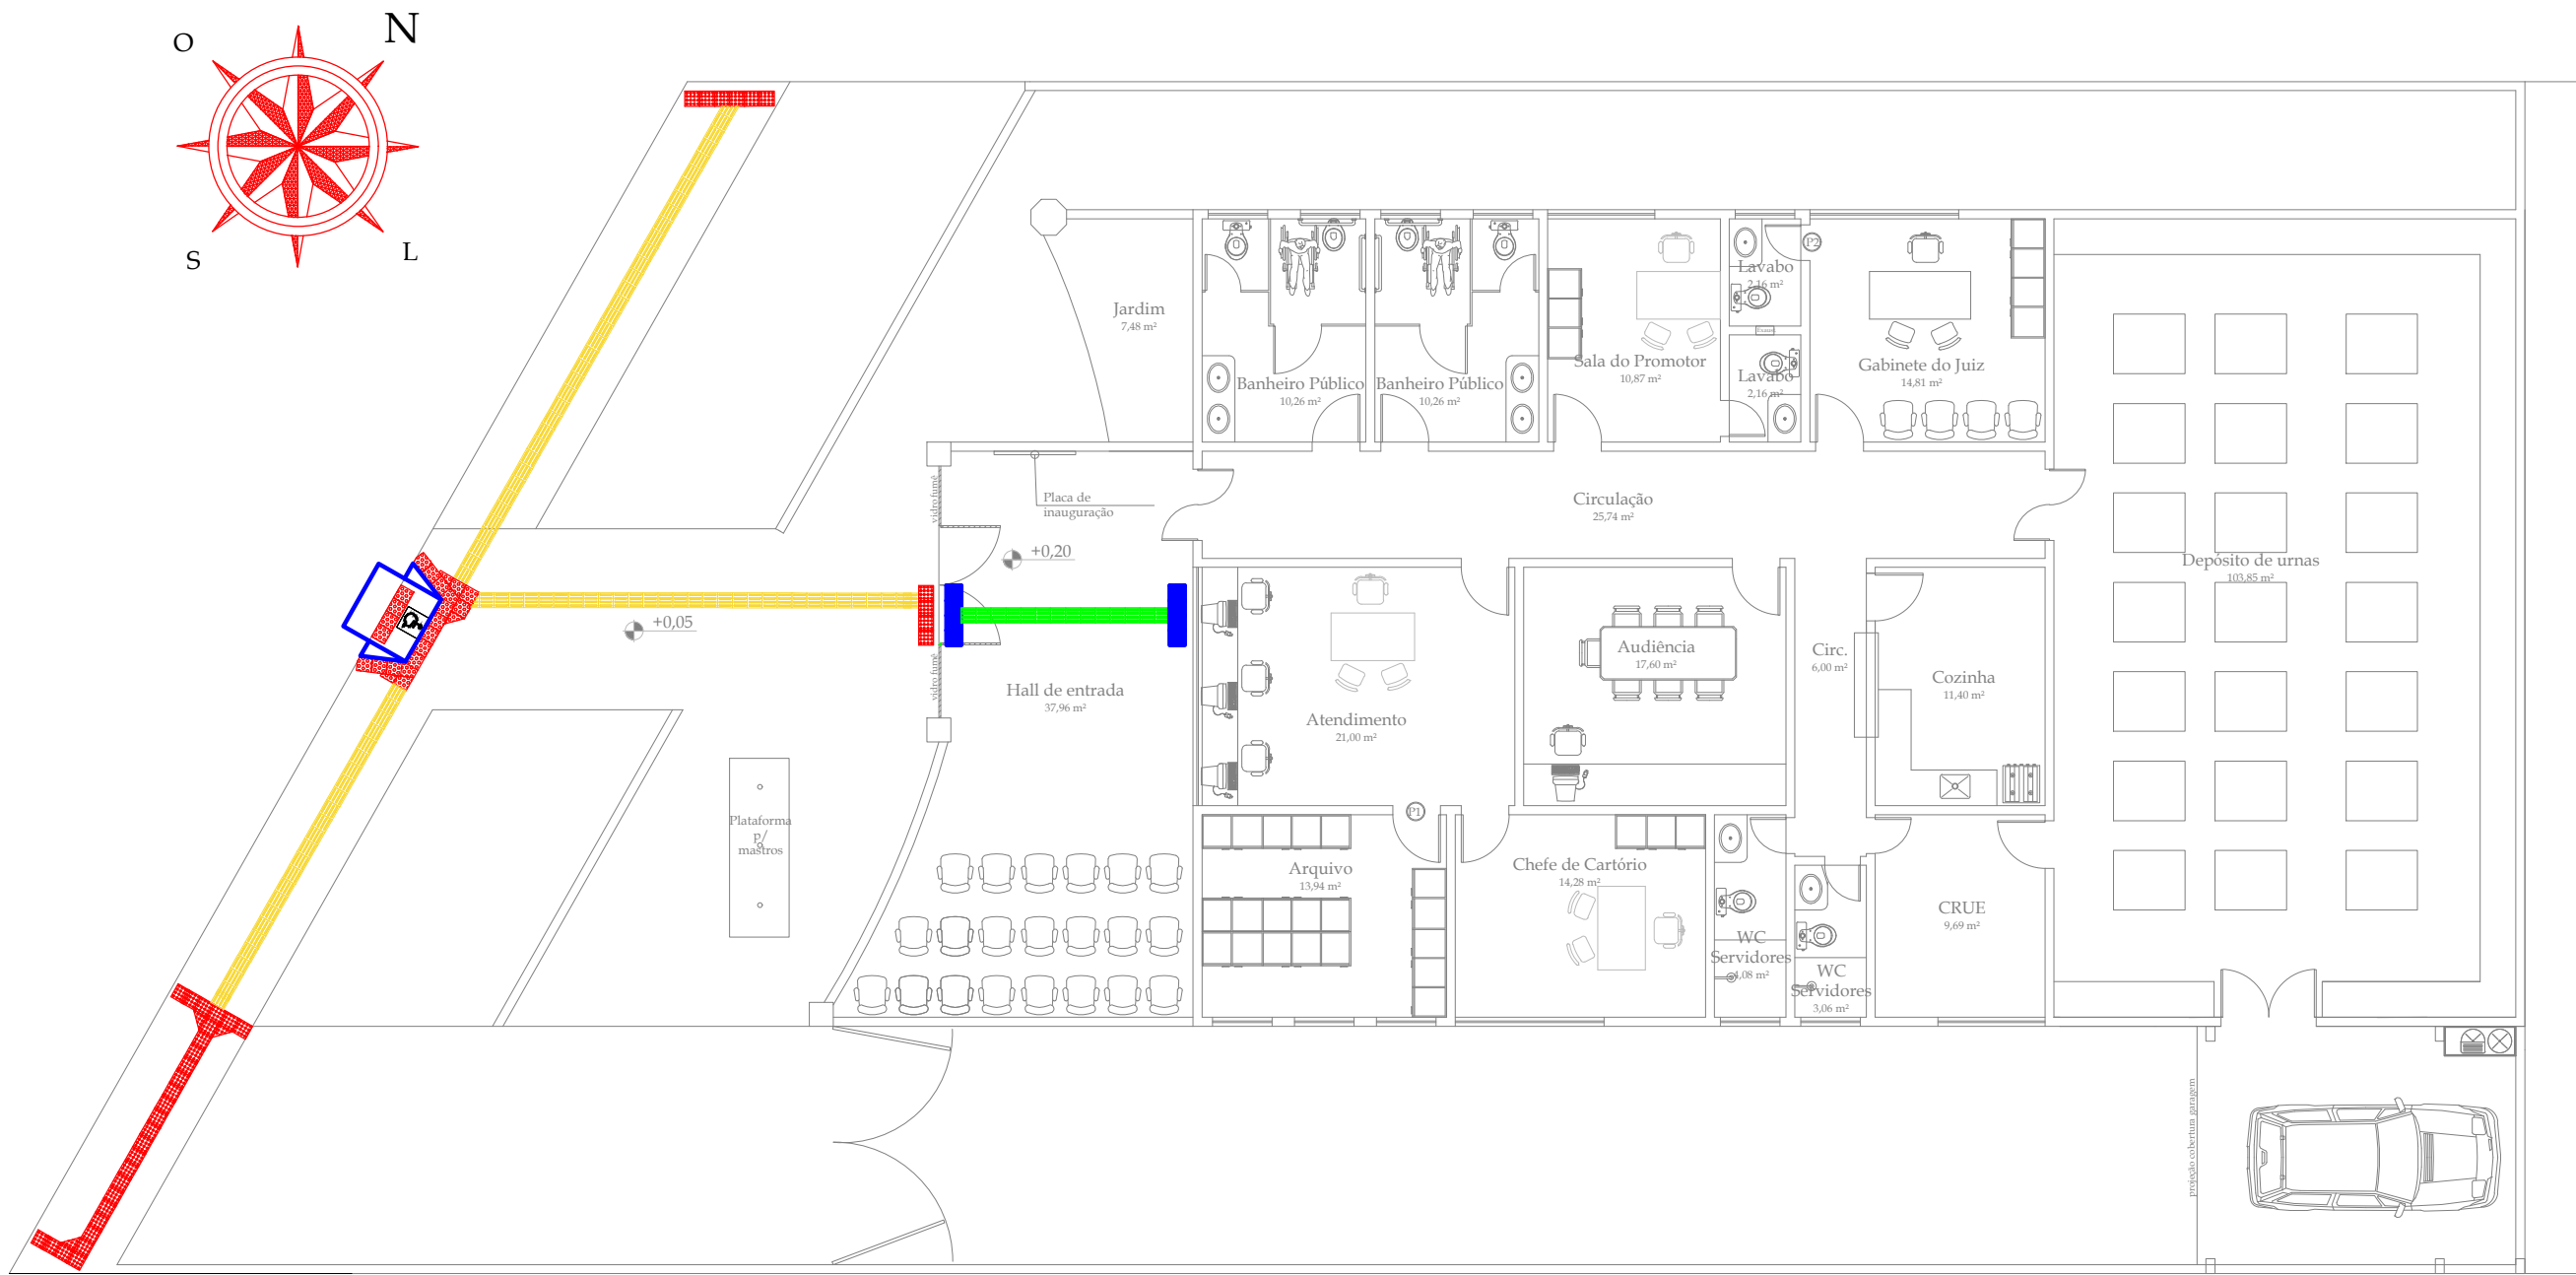 N
O
S
L
Jardim
7,48 m²
Banheiro Público
10,26 m²
Banheiro Público
10,26 m²
Sala do Promotor
10,87 m²
Lavabo
2,16 m²
Lavabo
2,16 m²
P2
Gabinete do Juiz
14,81 m²
vidro fumê
Placa de
inauguração
+0,20
Circulação
25,74 m²
Depósito de urnas
103,85 m²
+0,05
vidro fumê
Hall de entrada
37,96 m²
Atendimento
21,00 m²
Audiência
17,60 m²
Circ.
6,00 m²
Cozinha
11,40 m²
Plataforma
p/
mastros
P1
Arquivo
13,94 m²
Chefe de Cartório
14,28 m²
WC
Servidores
4,08 m²
WC
Servidores
3,06 m²
CRUE
9,69 m²
projeção cobertura garagem